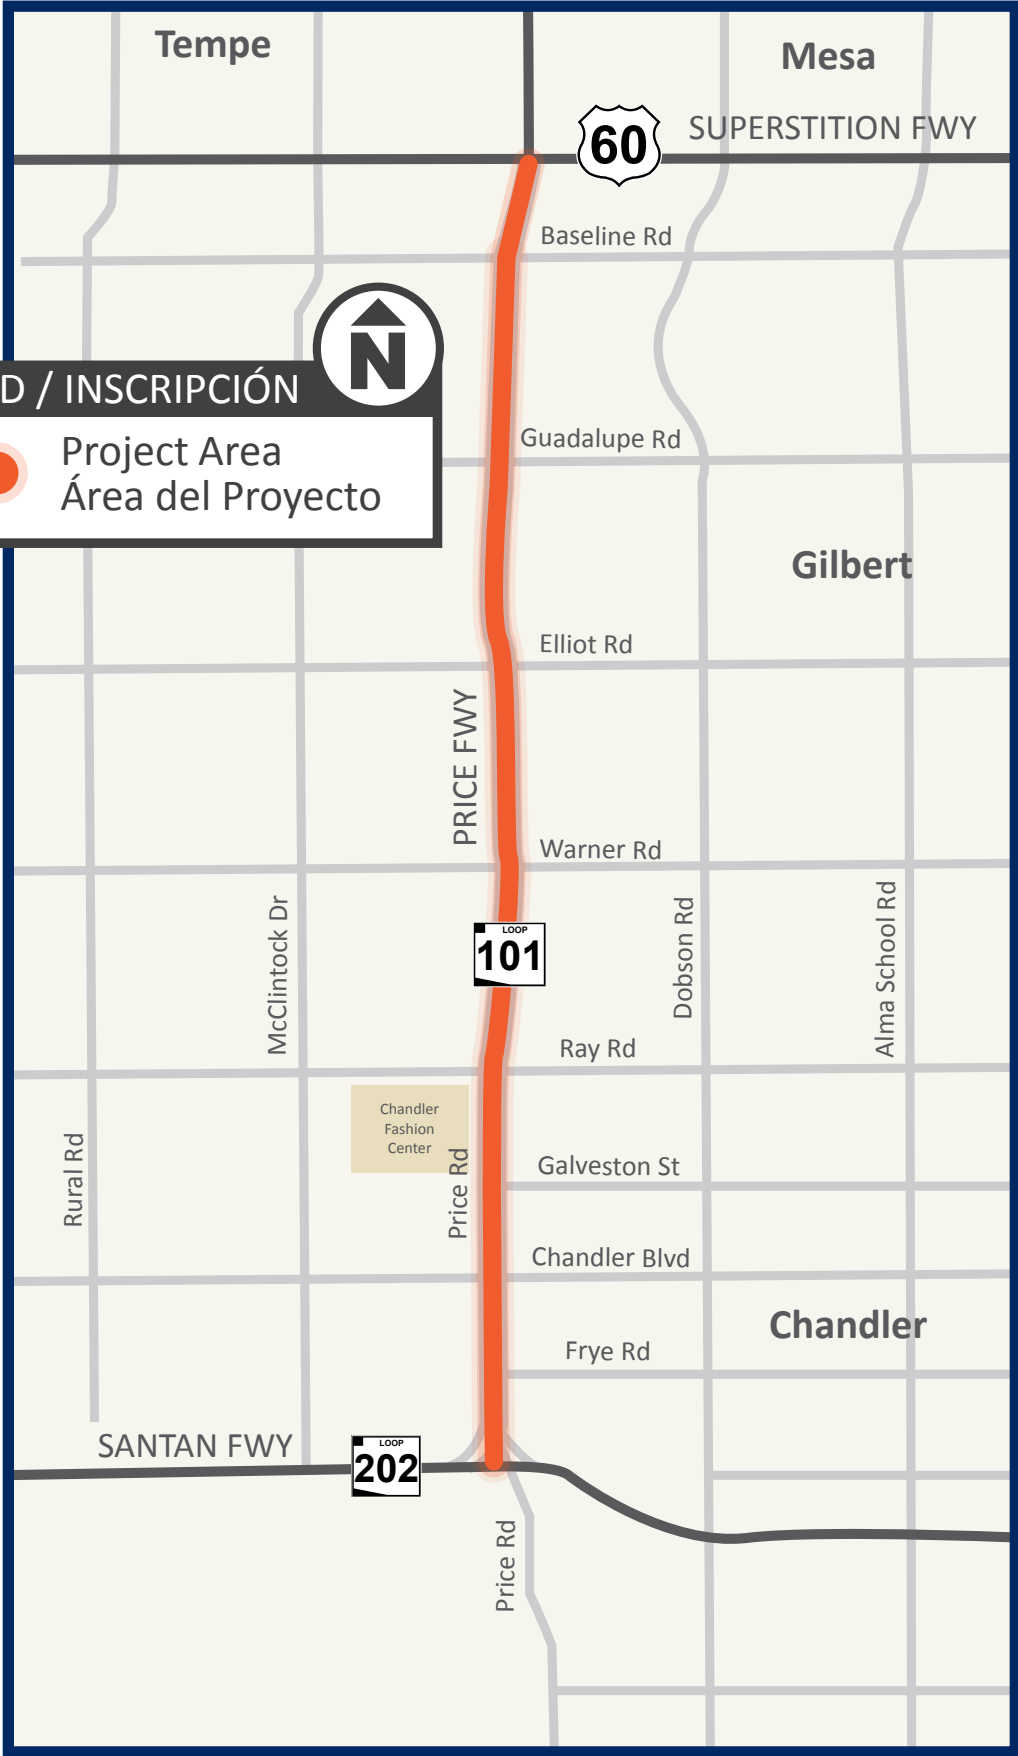 Tempe
Mesa
60
SUPERSTITION FWY
Baseline Rd
N
D / INSCRIPCIÓN
Project Area
Área del Proyecto
Guadalupe Rd
Gilbert
Elliot Rd
PRICE FWY
Warner Rd
McClintock Dr
LOOP
101
Dobson Rd
Alma School Rd
Ray Rd
Chandler
Fashion
Center
Rural Rd
Price Rd
Galveston St
Chandler Blvd
Chandler
Frye Rd
SANTAN FWY
LOOP
202
Price Rd